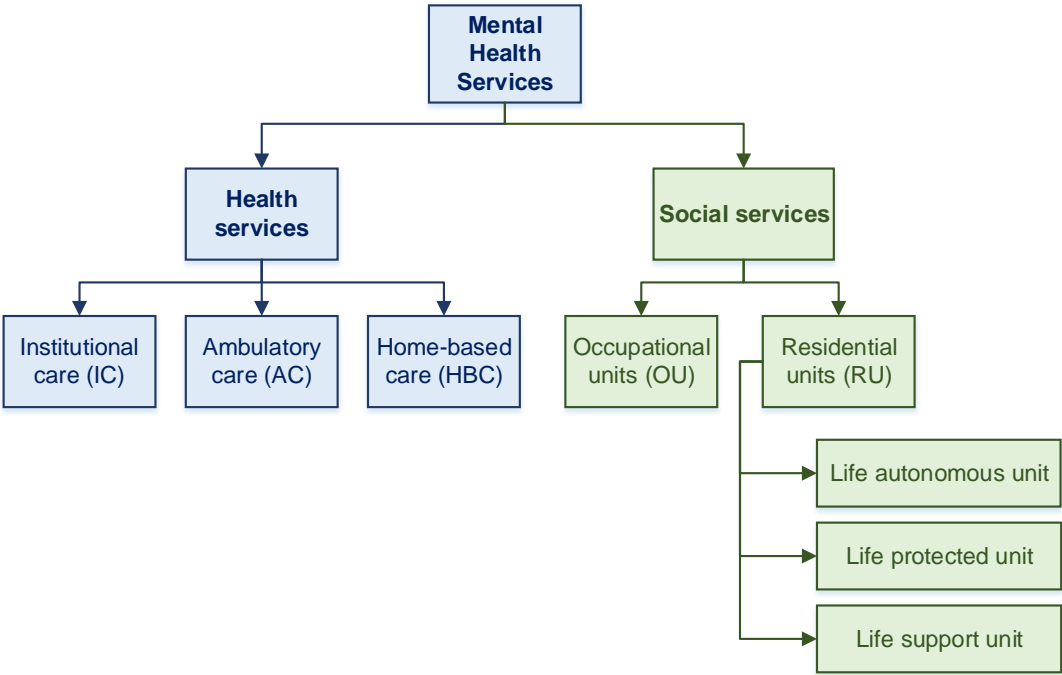 Mental
Health
Services
Health
services
Social services
Institutional
care (IC)
Ambulatory
care (AC)
Home-based
care (HBC)
Occupational
units (OU)
Residential
units (RU)
Life autonomous unit
Life protected unit
Life support unit